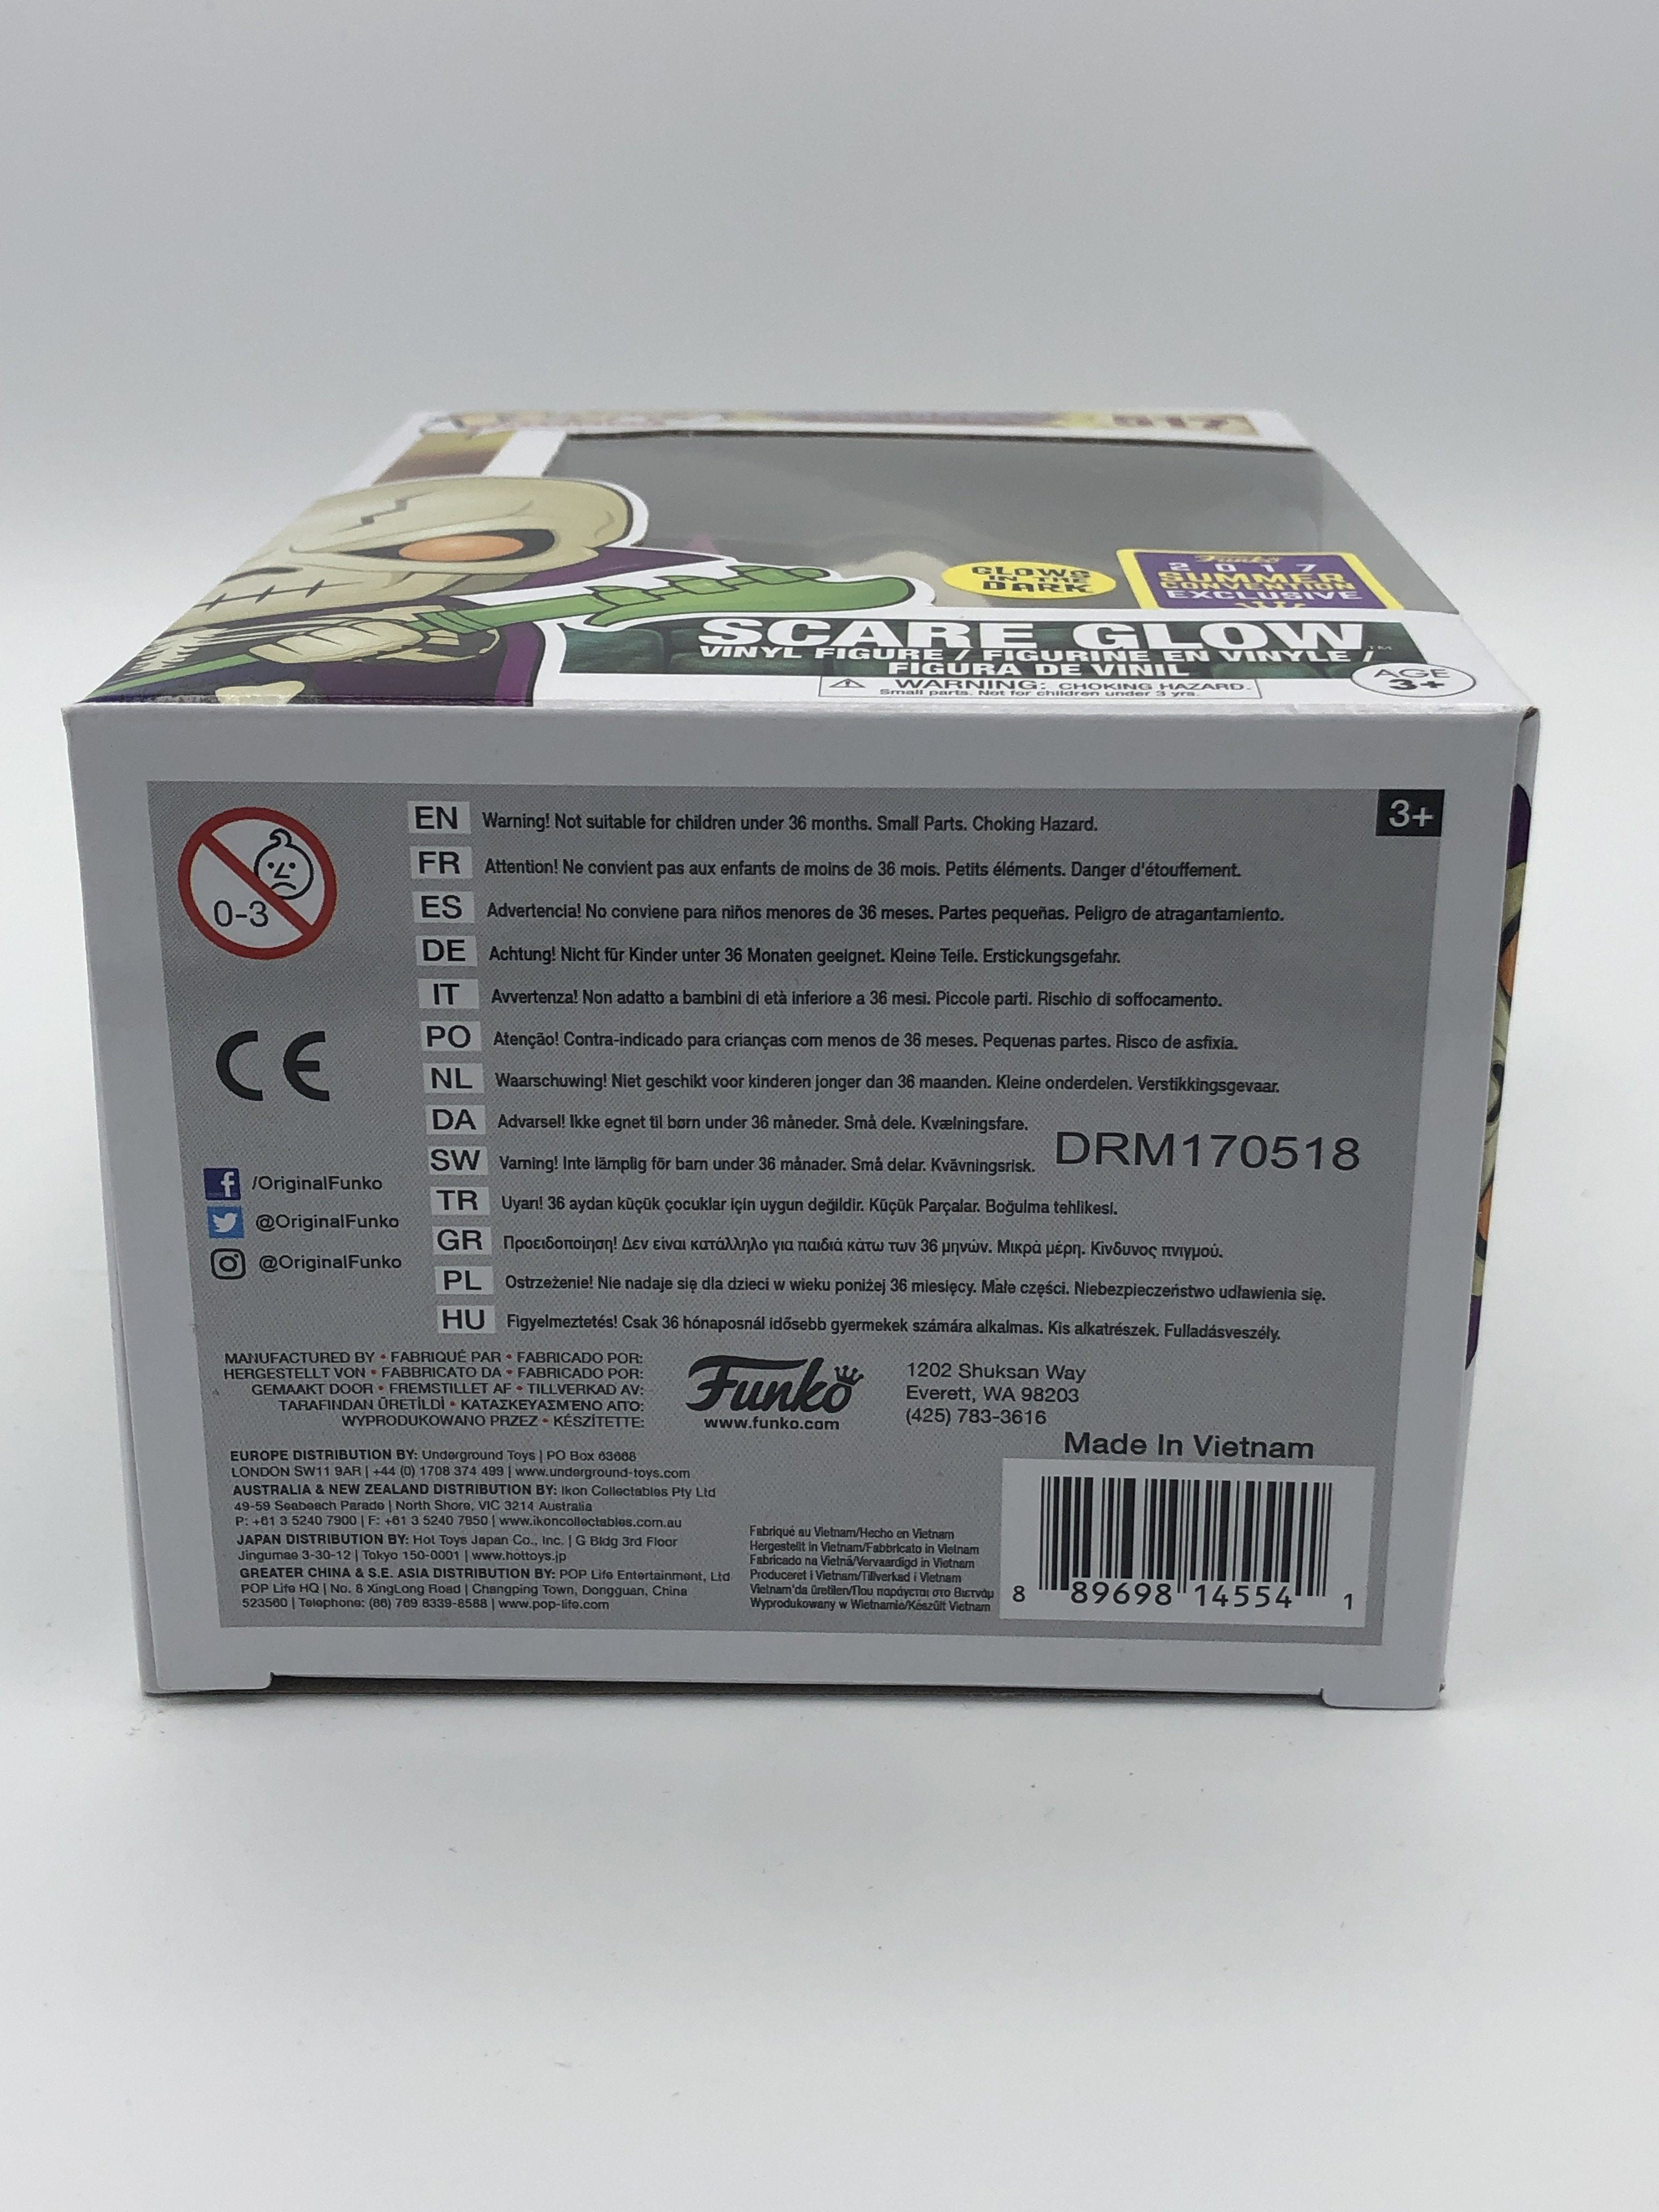 GLOWS
IN THE
DARK
Funko
2017
SUMMER
CONVENTION
EXCLUSIVE
SCARE GLOW™
VINYL FIGURE / FIGURINE EN VINYLE /
FIGURA DE VINIL
WARNING: CHOKING HAZARD.
Small parts. Not for children under 3 yrs.
AGE
3+
3+
0-3
EN Warning! Not suitable for children under 36 months. Small Parts. Choking Hazard.
FR Attention! Ne convient pas aux enfants de moins de 36 mois. Petits éléments. Danger d'étouffement.
ES Advertencia! No conviene para niños menores de 36 meses. Partes pequeñas. Peligro de atragantamiento.
DE Achtung! Nicht für Kinder unter 36 Monaten geeignet. Kleine Teile. Erstickungsgefahr.
IT Avvertenza! Non adatto a bambini di età inferiore a 36 mesi. Piccole parti. Rischio di soffocamento.
PO Atenção! Contra-indicado para crianças com menos de 36 meses. Pequenas partes. Risco de asfixia.
NL Waarschuwing! Niet geschikt voor kinderen jonger dan 36 maanden. Kleine onderdelen. Verstikkingsgevaar.
DA Advarsel! Ikke egnet til børn under 36 måneder. Små dele. Kvælningsfare.
SW Varning! Inte lämplig för barn under 36 månader. Små delar. Kvävningsrisk.
TR Uyarı! 36 aydan küçük çocuklar için uygun değildir. Küçük Parçalar. Boğulma tehlikesi.
GR Προειδοποίηση! Δεν είναι κατάλληλο για παιδιά κάτω των 36 μηνών. Μικρά μέρη. Κίνδυνος πνιγμού.
PL Ostrzeżenie! Nie nadaje się dla dzieci w wieku poniżej 36 miesięcy. Małe części. Niebezpieczeństwo udławienia się.
HU Figyelmeztetés! Csak 36 hónaposnál idősebb gyermekek számára alkalmas. Kis alkatrészek. Fulladásveszély.
DRM170518
CE
/OriginalFunko
@OriginalFunko
@OriginalFunko
MANUFACTURED BY • FABRIQUÉ PAR • FABRICADO POR:
HERGESTELLT VON • FABBRICATO DA • FABRICADO POR:
GEMAAKT DOOR • FREMSTILLET AF • TILLVERKAD AV:
TARAFINDAN ÜRETİLDİ • ΚΑΤΑΣΚΕΥΑΣΜΈΝΟ ΑΠΌ:
WYPRODUKOWANO PRZEZ • KÉSZÍTETTE:
Funko
www.funko.com
1202 Shuksan Way
Everett, WA 98203
(425) 783-3616
EUROPE DISTRIBUTION BY: Underground Toys | PO Box 63668
LONDON SW11 9AR | +44 (0) 1708 374 499 | www.underground-toys.com
AUSTRALIA & NEW ZEALAND DISTRIBUTION BY: Ikon Collectables Pty Ltd
49-59 Seabeach Parade | North Shore, VIC 3214 Australia
P: +61 3 5240 7900 | F: +61 3 5240 7950 | www.ikoncollectables.com.au
JAPAN DISTRIBUTION BY: Hot Toys Japan Co., Inc. | G Bldg 3rd Floor
Jingumae 3-30-12 | Tokyo 150-0001 | www.hottoys.jp
GREATER CHINA & S.E. ASIA DISTRIBUTION BY: POP Life Entertainment, Ltd
POP Life HQ | No. 8 XingLong Road | Changping Town, Dongguan, China
523560 | Telephone: (86) 769 8339-8588 | www.pop-life.com
Fabriqué au Vietnam/Hecho en Vietnam
Hergestellt in Vietnam/Fabbricato in Vietnam
Fabricado na Vietnã/Vervaardigd in Vietnam
Produceret i Vietnam/Tillverkad i Vietnam
Vietnam'da üretilen/Που παράγεται στο Βιετνάμ
Wyprodukowany w Wietnamie/Készült Vietnam
Made In Vietnam
8 89698 14554 1